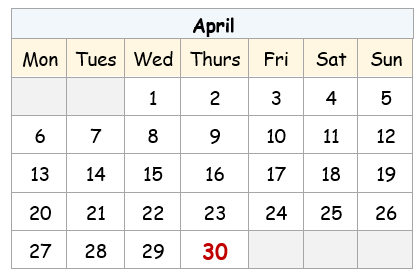 April
Mon Tues Wed Thurs Fri Sat Sun
1 2 3 4 5
6 7 8 9 10 11 12
13 14 15 16 17 18 19
20 21 22 23 24 25 26
27 28 29 30